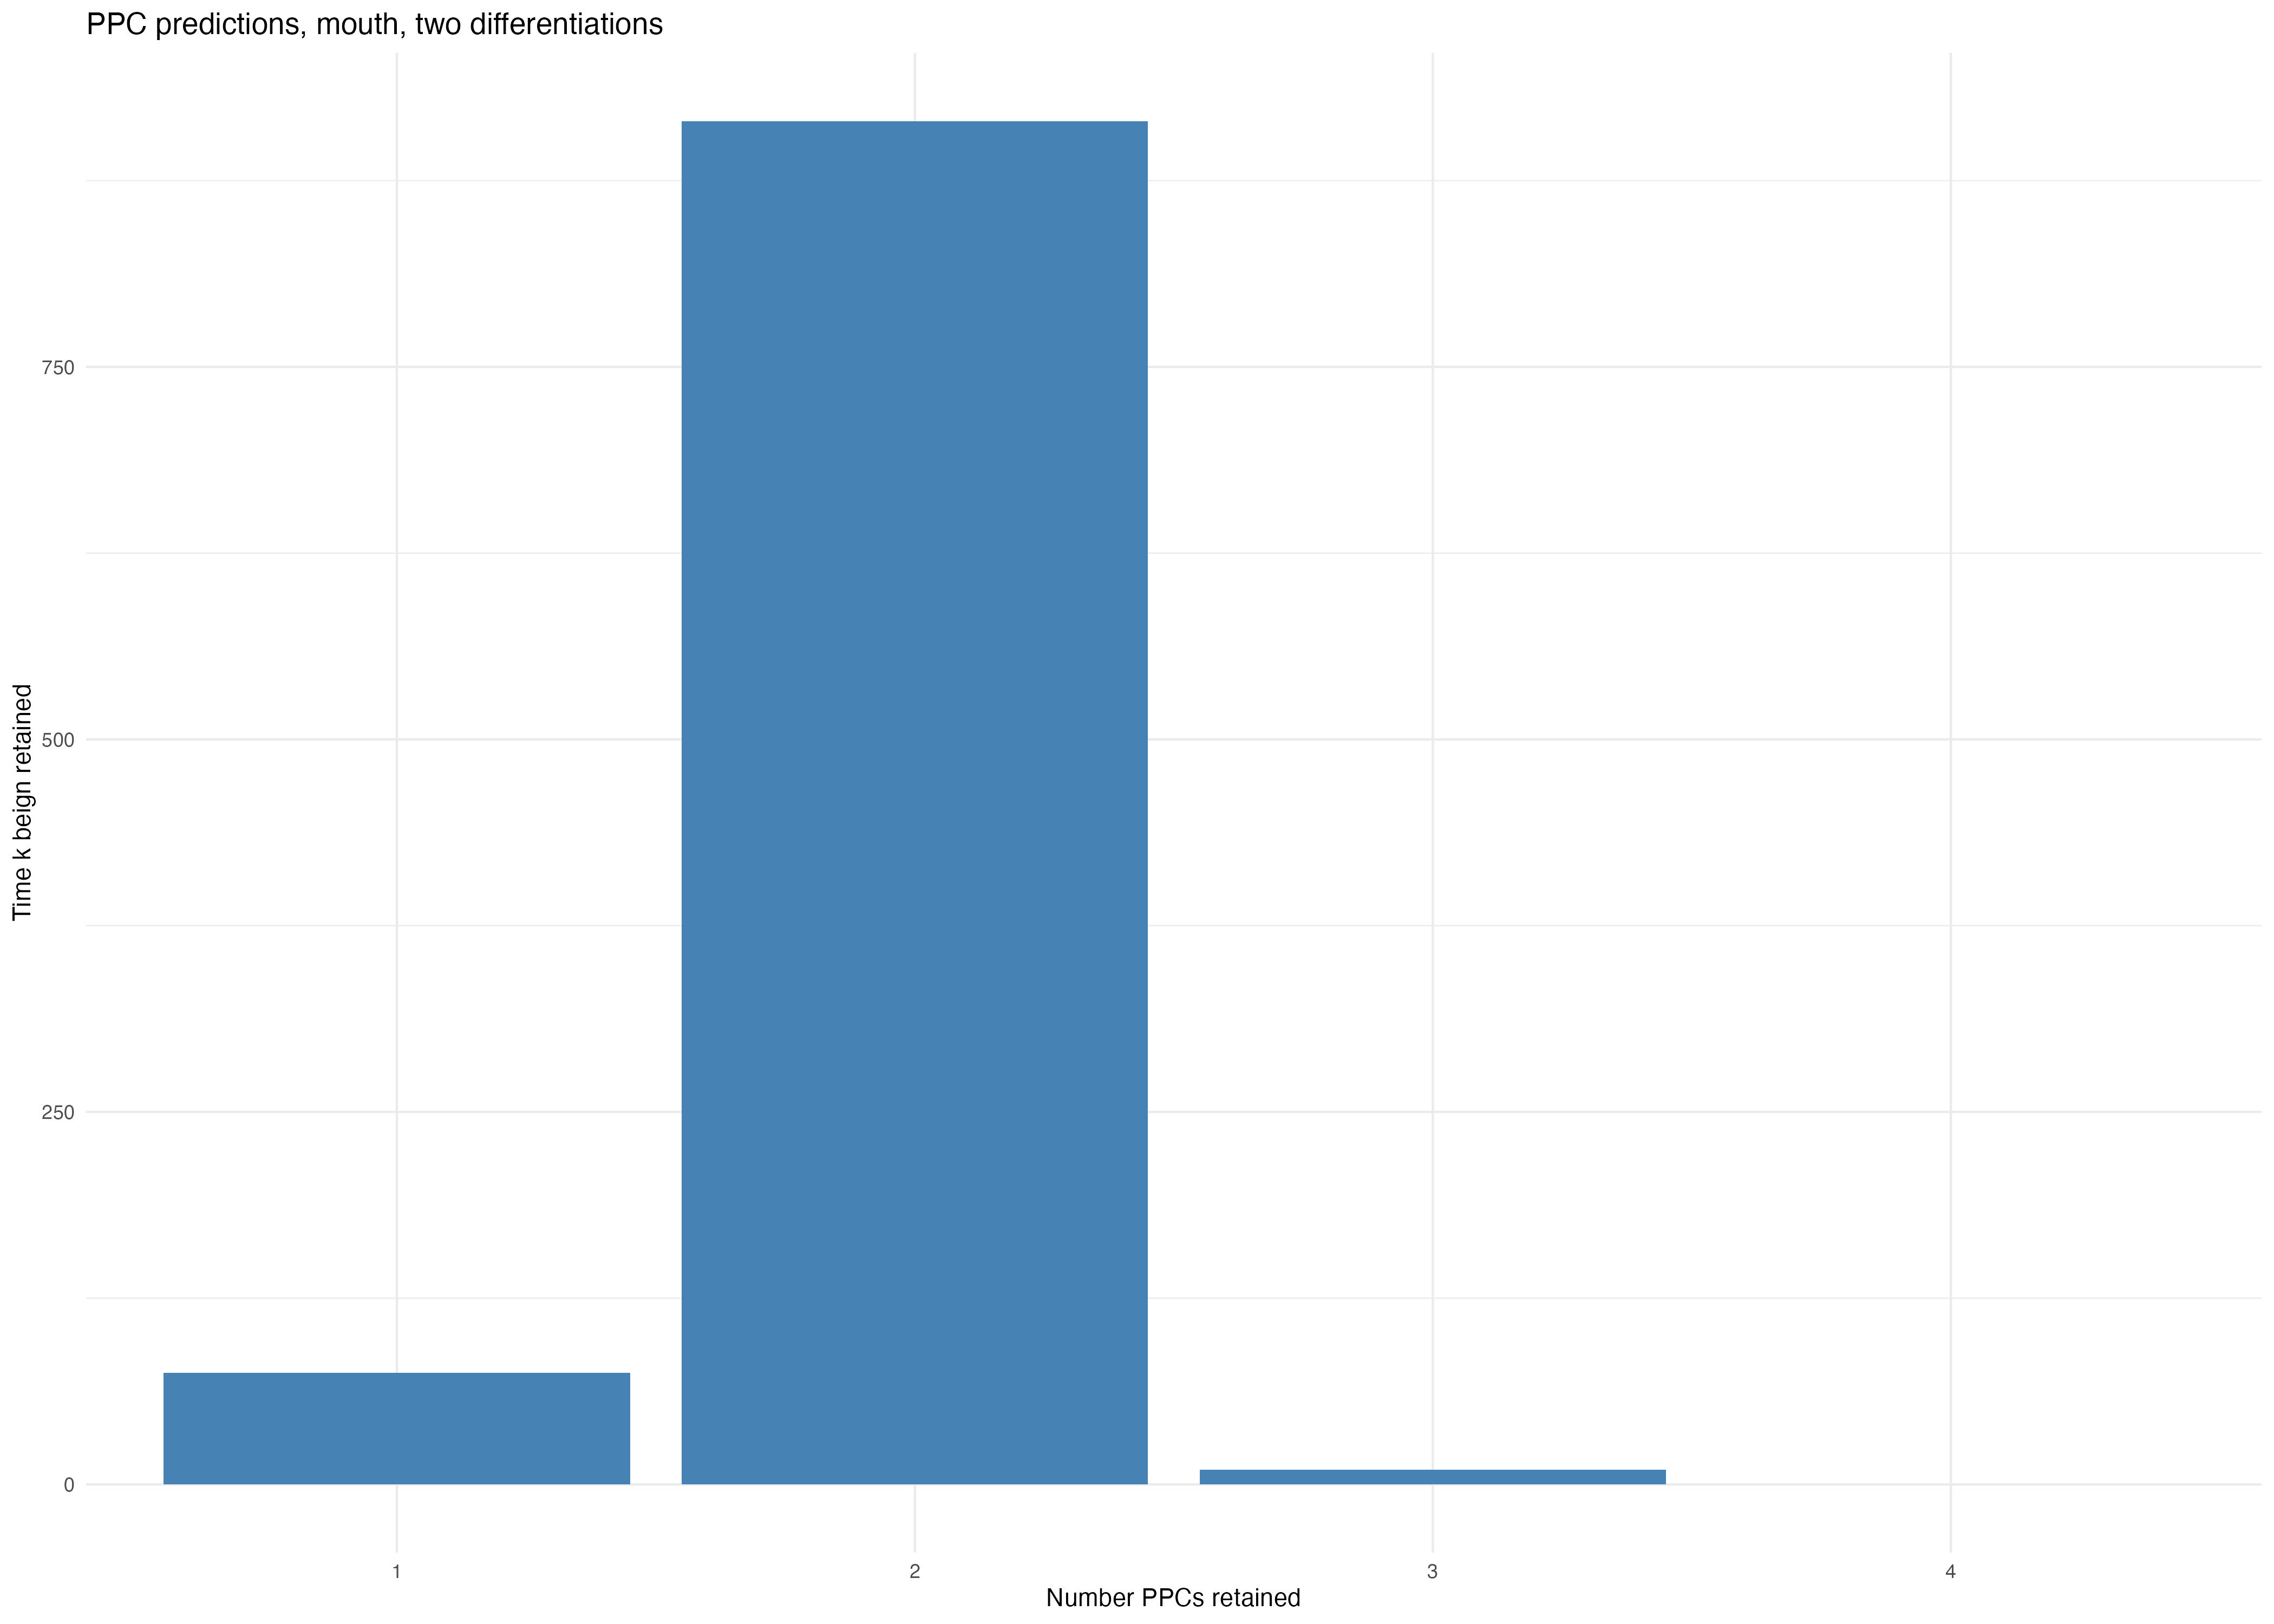 PPC predictions, mouth, two differentiations
Time k beign retained
750
500
250
0
1 2 3 4
Number PPCs retained